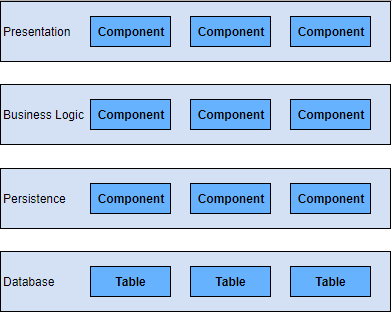 Presentation Component Component Component
Business Logic Component Component Component
Persistence Component Component Component
Database Table Table Table